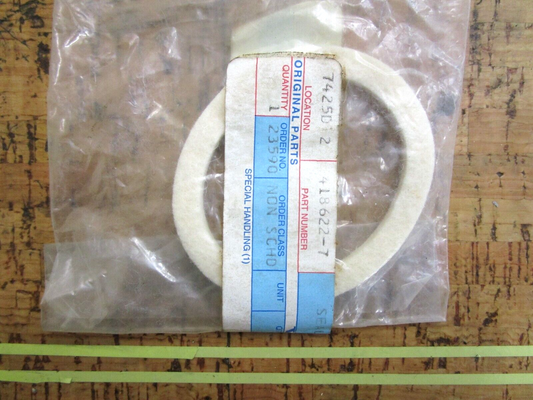 7425D 2 418622-7
LOCATION PART NUMBER
ORIGINAL PARTS
QUANTITY ORDER NO. ORDER CLASS UNIT
1 23590 NON SCHD
SPECIAL HANDLING (1)